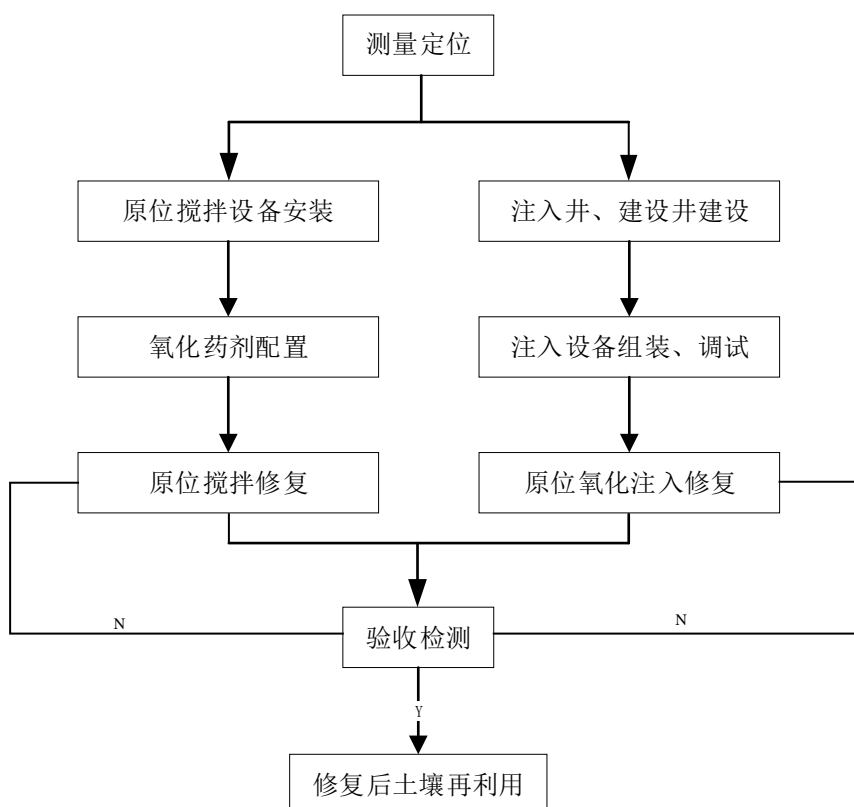 测量定位
原位搅拌设备安装
注入井、建设井建设
氧化药剂配置
注入设备组装、调试
原位搅拌修复
原位氧化注入修复
N
验收检测
N
Y
修复后土壤再利用